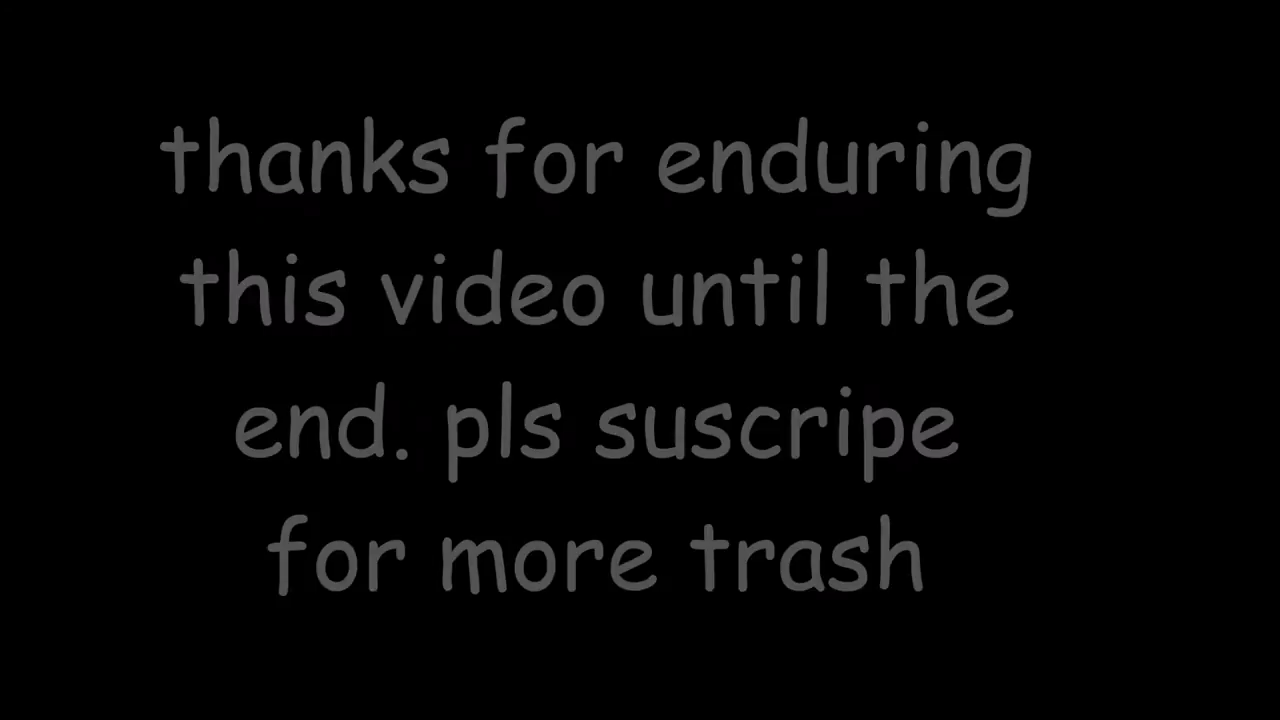 thanks for enduring
this video until the
end. pls suscripe
for more trash